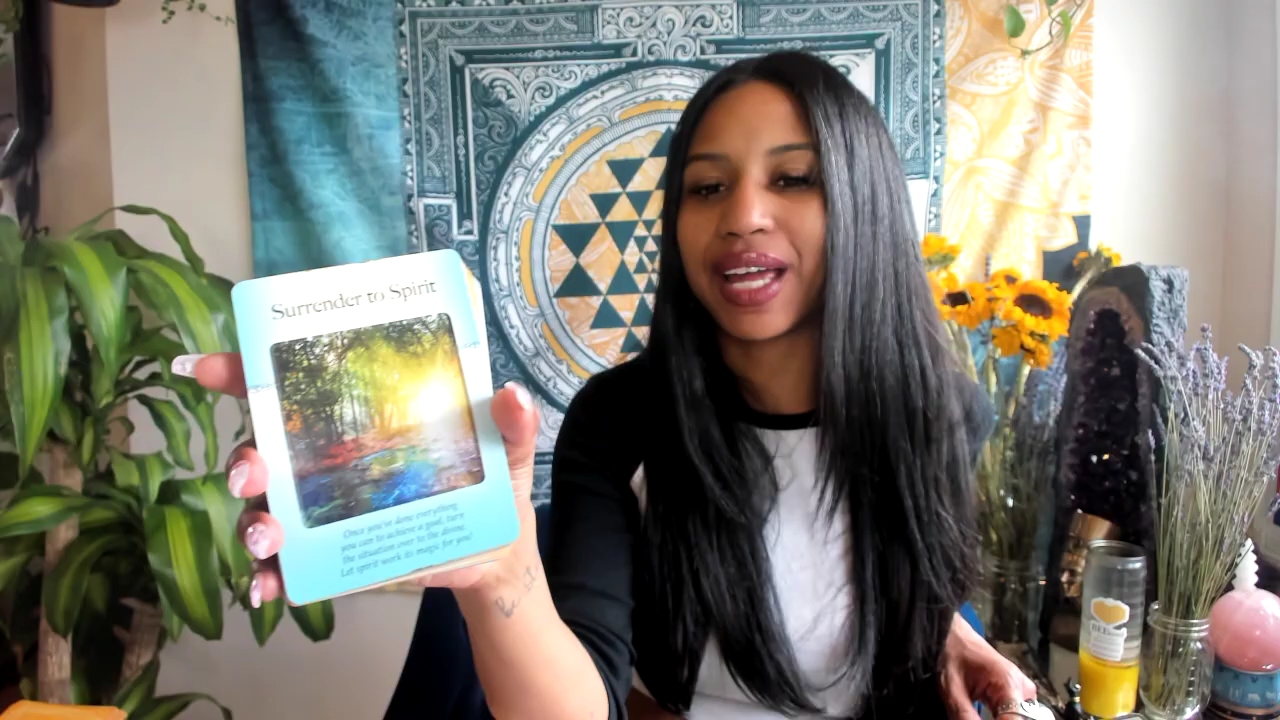 Surrender to Spirit
Once you've done everything
you can to achieve a goal, turn
the situation over to the divine.
Let spirit work its magic for you!